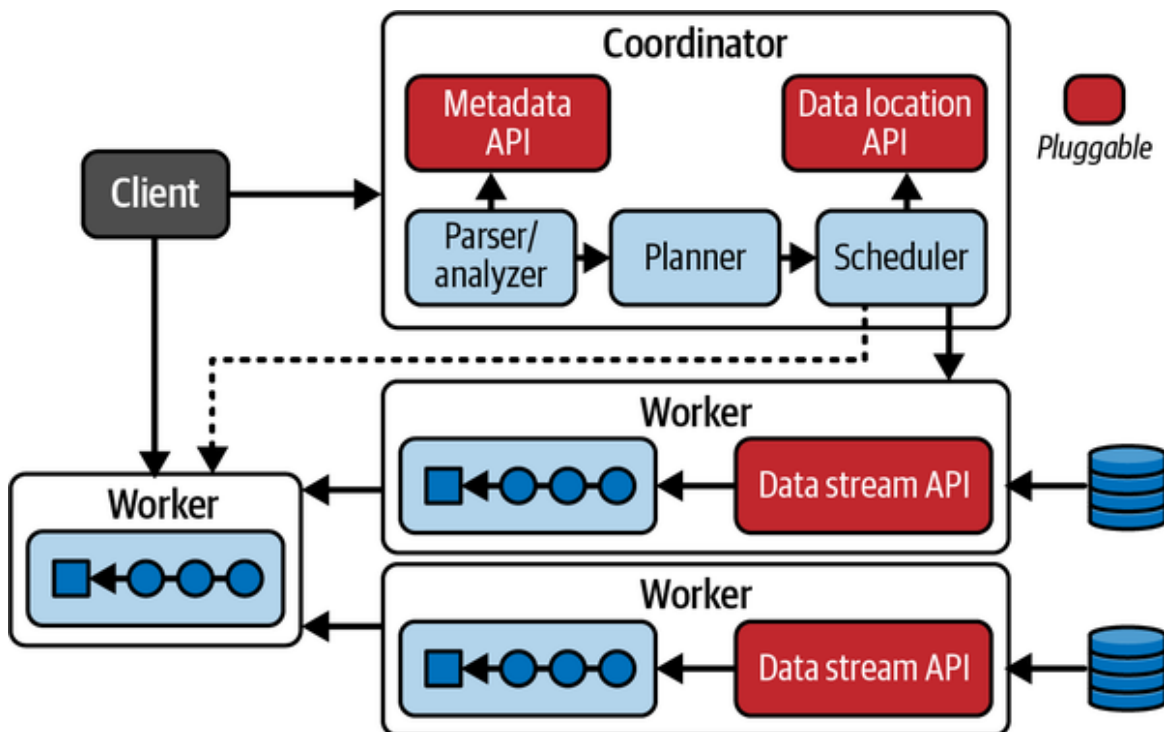 Coordinator
Metadata
API
Data location
API
Pluggable
Client
Parser/
analyzer
Planner
Scheduler
Worker
Data stream API
Worker
Worker
Data stream API